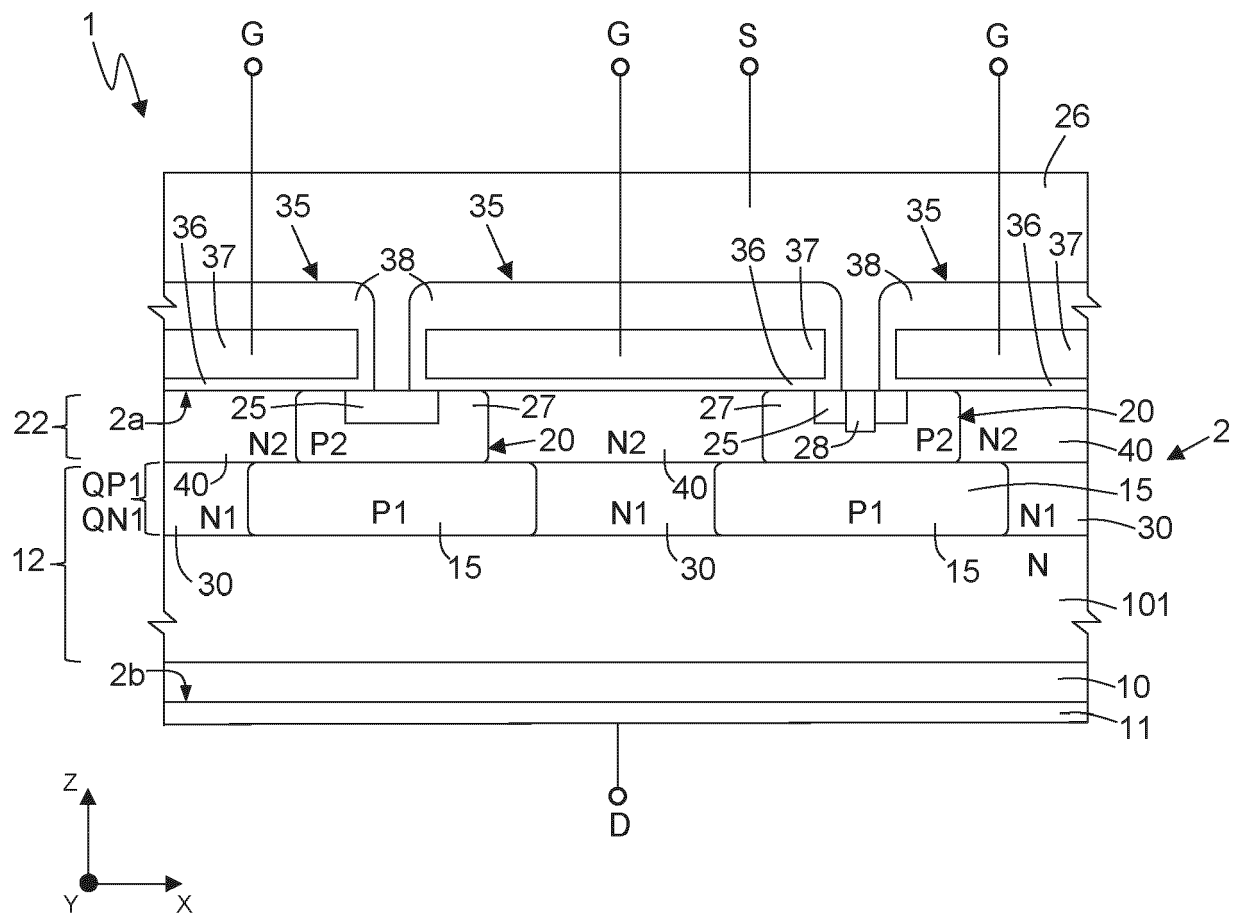 1
G G S G
26
35 35 35
36 37 38 36 37 38 36 37
22 2a 25 27 27 25 28 20
N2 P2 20 N2 P2 N2 40 2
12 QP1 40 40 15
QN1 N1 P1 N1 P1 N1 30
30 15 30 15 N
101
2b 10
11
Z
D
Y X